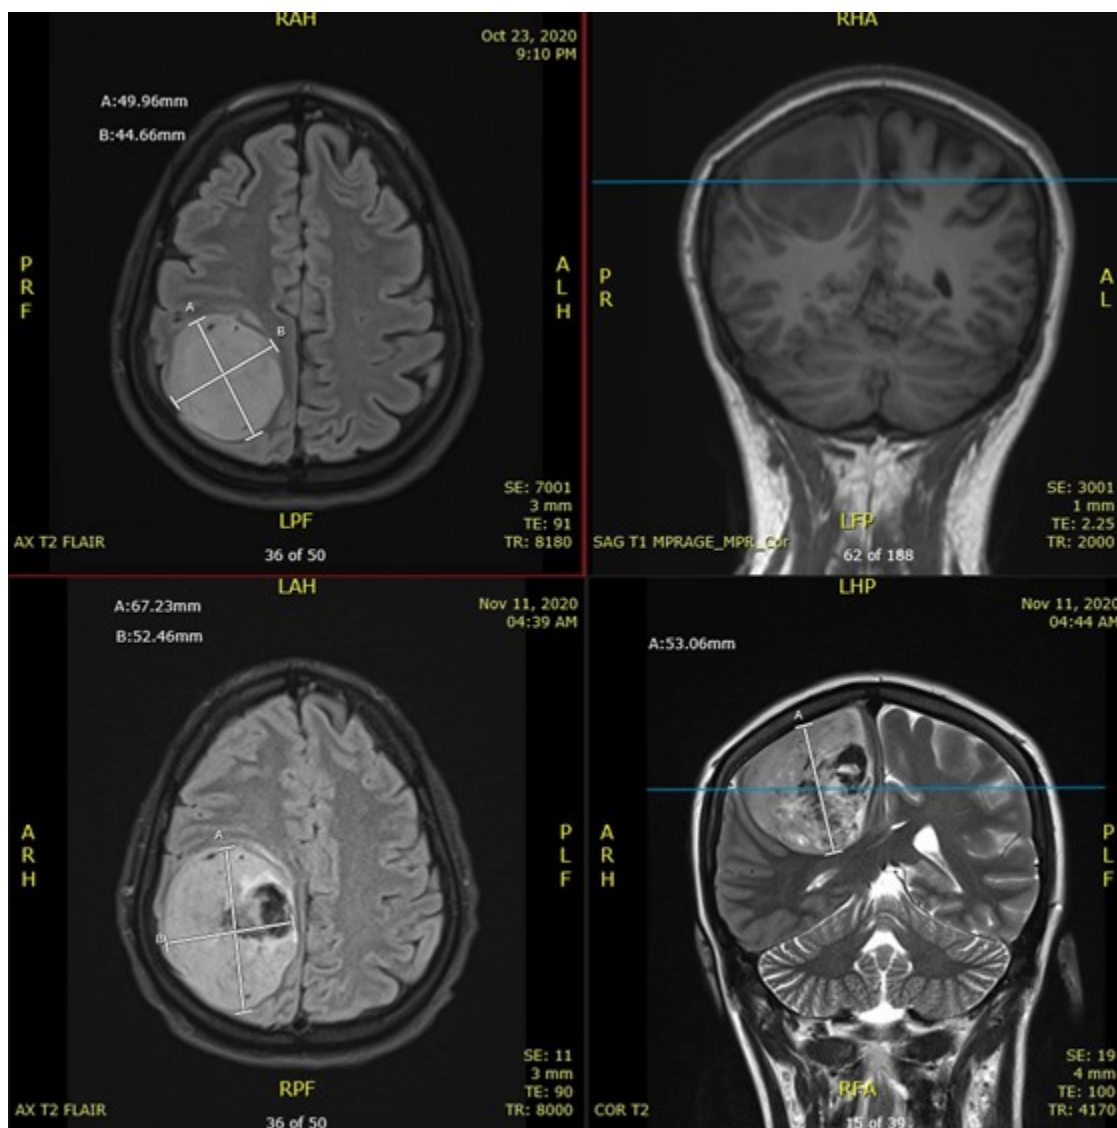 RAH
Oct 23, 2020
9:10 PM
A:49.96mm
B:44.66mm
P
R
F
A
L
H
A
B
SE: 7001
3 mm
TE: 91
TR: 8180
LPF
AX T2 FLAIR
36 of 50
RHA
P
R
A
L
SE: 3001
1 mm
TE: 2.25
TR: 2000
LFP
SAG T1 MPRAGE_MPR_Cor
62 of 188
LAH
Nov 11, 2020
04:39 AM
A:67.23mm
B:52.46mm
A
R
H
P
L
F
A
B
SE: 11
3 mm
TE: 90
TR: 8000
RPF
AX T2 FLAIR
36 of 50
LHP
Nov 11, 2020
04:44 AM
A:53.06mm
A
A
R
H
P
L
F
SE: 19
4 mm
TE: 100
TR: 4170
RFA
COR T2
15 of 39